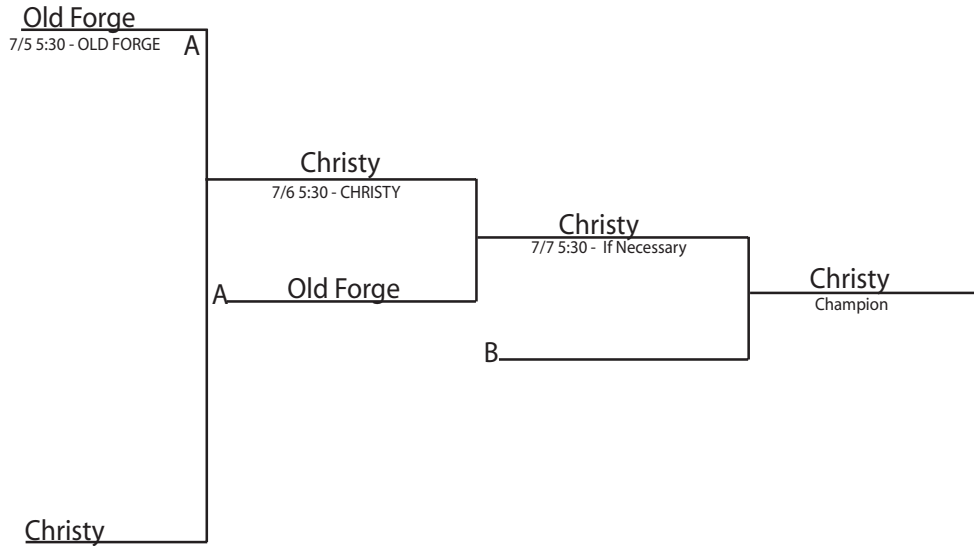 Old Forge
7/5 5:30 - OLD FORGE
A
Christy
7/6 5:30 - CHRISTY
Christy
7/7 5:30 - If Necessary
Christy
Champion
A
Old Forge
B
Christy